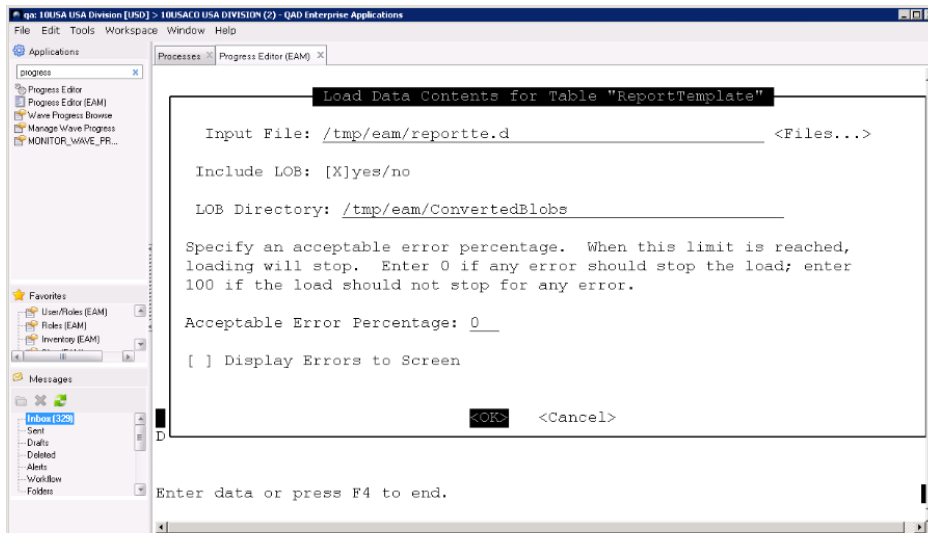 qa: 10USA USA Division [USD] > 10USACO USA DIVISION (2) - QAD Enterprise Applications
File Edit Tools Workspace Window Help
Applications
progress
Progress Editor
Progress Editor (EAM)
Wave Progress Browse
Manage Wave Progress
MONITOR_WAVE_PR...
Favorites
User/Roles (EAM)
Roles (EAM)
Inventory (EAM)
Messages
Inbox (329)
Sent
Drafts
Deleted
Alerts
Workflow
Folders
Processes
Progress Editor (EAM)
Load Data Contents for Table "ReportTemplate"
Input File: /tmp/eam/reportte.d <Files...>
Include LOB: [X]yes/no
LOB Directory: /tmp/eam/ConvertedBlobs
Specify an acceptable error percentage. When this limit is reached,
loading will stop. Enter 0 if any error should stop the load; enter
100 if the load should not stop for any error.
Acceptable Error Percentage: 0
[ ] Display Errors to Screen
<OK> <Cancel>
D
Enter data or press F4 to end.